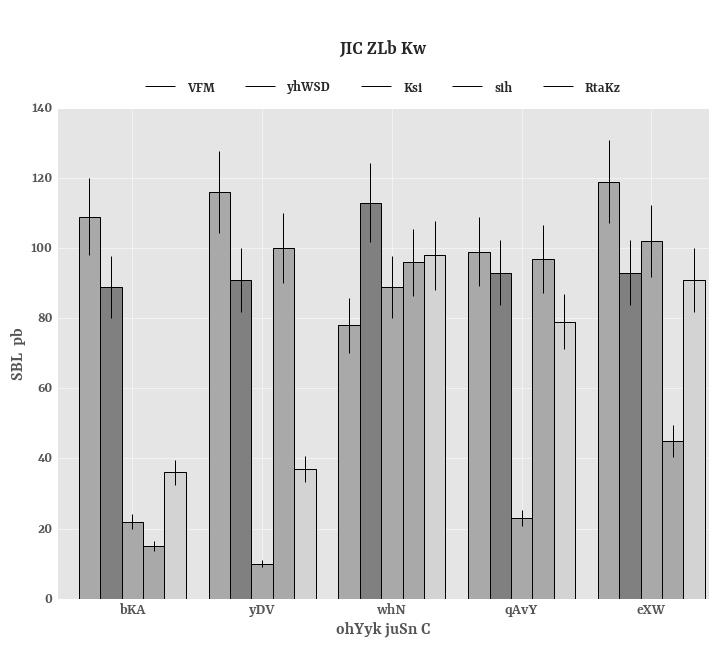 JIC ZLb Kw
VFM yhWSD Ksi sih RtaKz
140
120
100
80
60
40
20
0
SBL pb
bKA yDV whN qAvY eXW
ohYyk juSn C